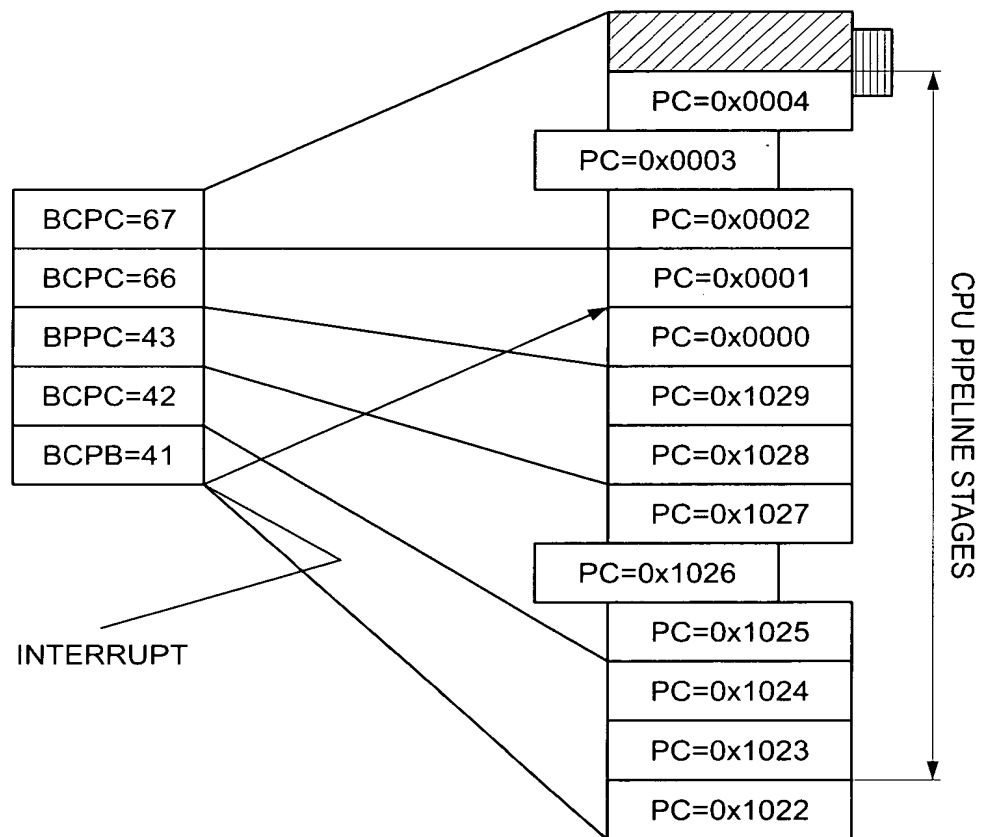 BCPC=67
BCPC=66
BPPC=43
BCPC=42
BCPB=41
INTERRUPT
PC=0x0004
PC=0x0003
PC=0x0002
PC=0x0001
PC=0x0000
PC=0x1029
PC=0x1028
PC=0x1027
PC=0x1026
PC=0x1025
PC=0x1024
PC=0x1023
PC=0x1022
CPU PIPELINE STAGES